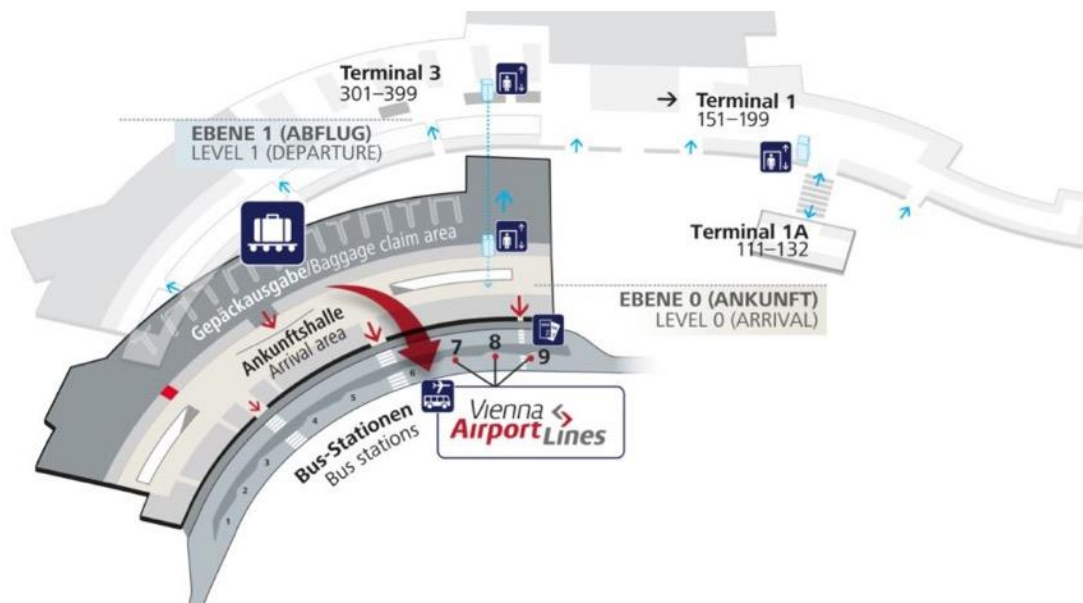 Terminal 3
301–399
Terminal 1
151–199
EBENE 1 (ABFLUG)
LEVEL 1 (DEPARTURE)
Terminal 1A
111–132
Gepäckausgabe/Baggage claim area
EBENE 0 (ANKUNFT)
LEVEL 0 (ARRIVAL)
Ankunftshalle
Arrival area
7
8
9
6
5
4
3
2
1
Bus-Stationen
Bus stations
Vienna
AirportLines